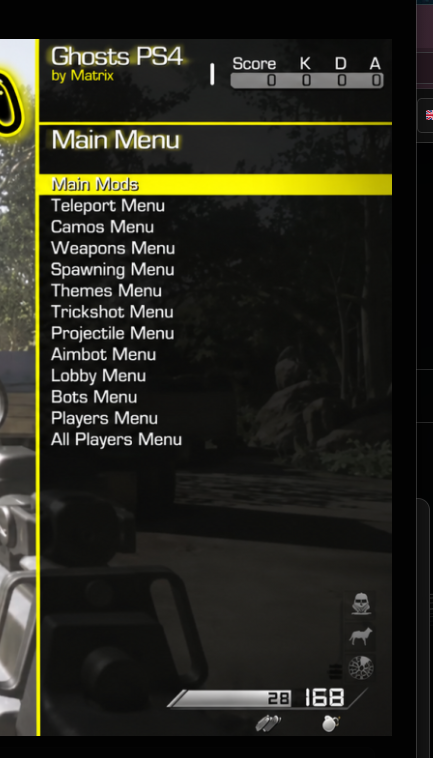 Ghosts PS4
by Matrix
Score K D A
0 0 0 0
Main Menu
Main Mods
Teleport Menu
Camos Menu
Weapons Menu
Spawning Menu
Themes Menu
Trickshot Menu
Projectile Menu
Aimbot Menu
Lobby Menu
Bots Menu
Players Menu
All Players Menu
28 168